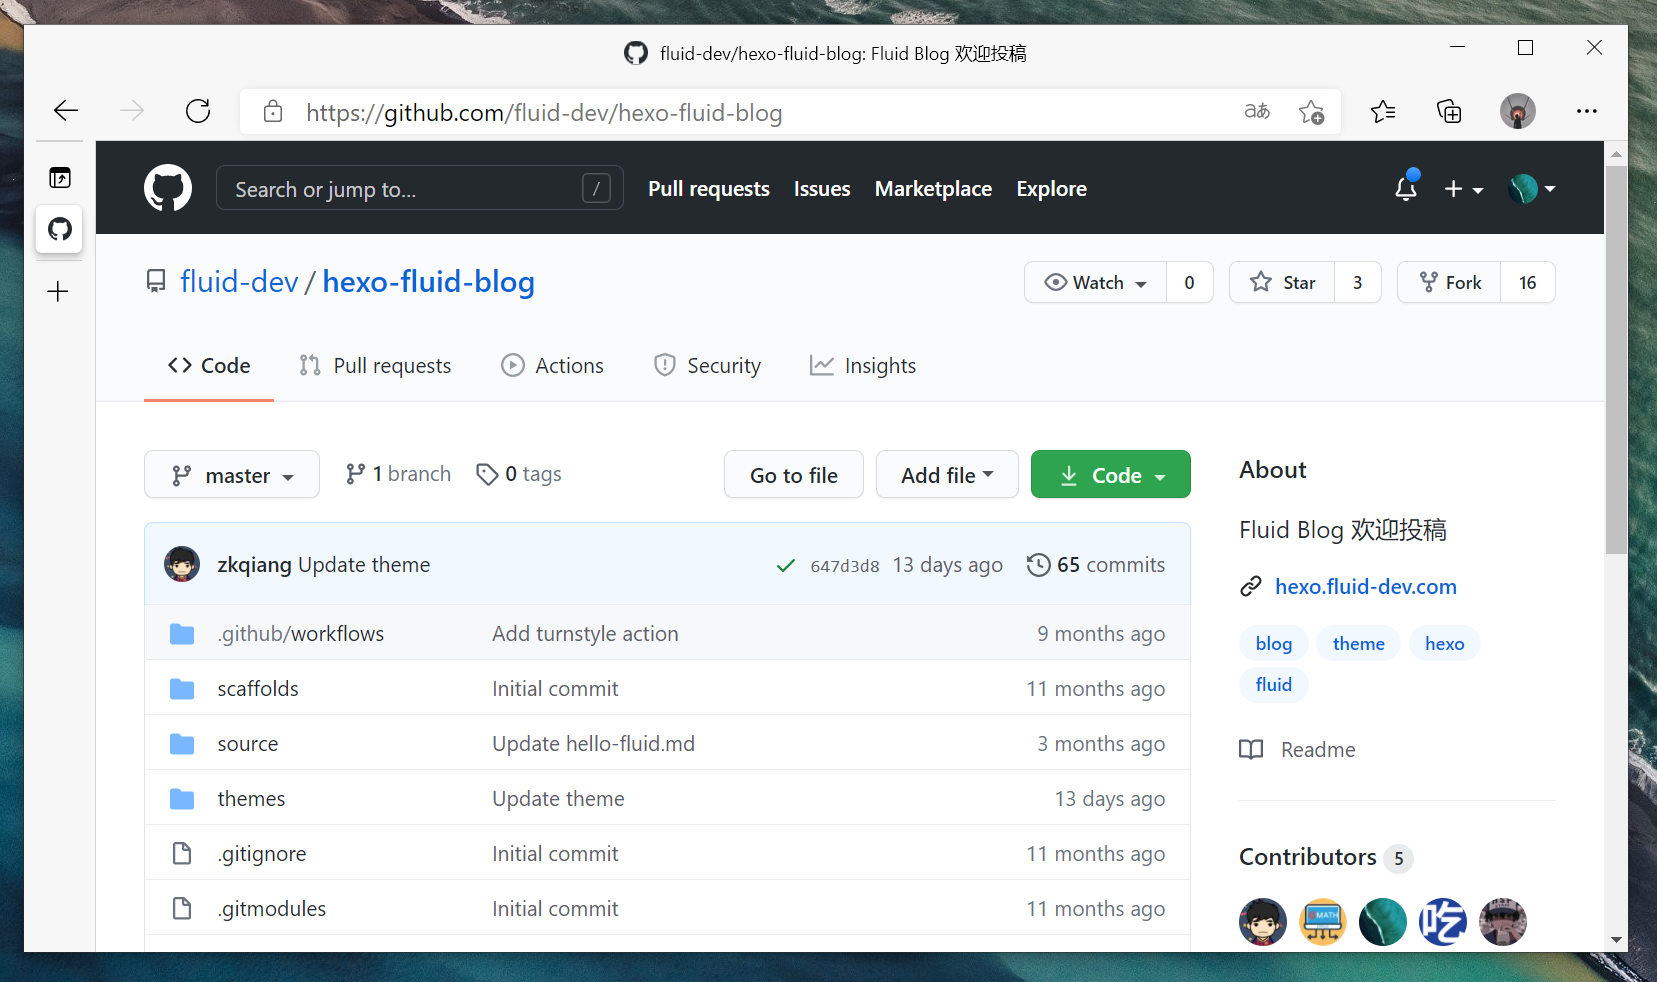 fluid-dev/hexo-fluid-blog: Fluid Blog 欢迎投稿
https://github.com/fluid-dev/hexo-fluid-blog
aあ
Search or jump to... /
Pull requests Issues Marketplace Explore
fluid-dev / hexo-fluid-blog
Watch 0 Star 3 Fork 16
Code Pull requests Actions Security Insights
master 1 branch 0 tags Go to file Add file Code
zkqiang Update theme 647d3d8 13 days ago 65 commits
.github/workflows Add turnstyle action 9 months ago
scaffolds Initial commit 11 months ago
source Update hello-fluid.md 3 months ago
themes Update theme 13 days ago
.gitignore Initial commit 11 months ago
.gitmodules Initial commit 11 months ago
About
Fluid Blog 欢迎投稿
hexo.fluid-dev.com
blog theme hexo
fluid
Readme
Contributors 5
MATH
吃